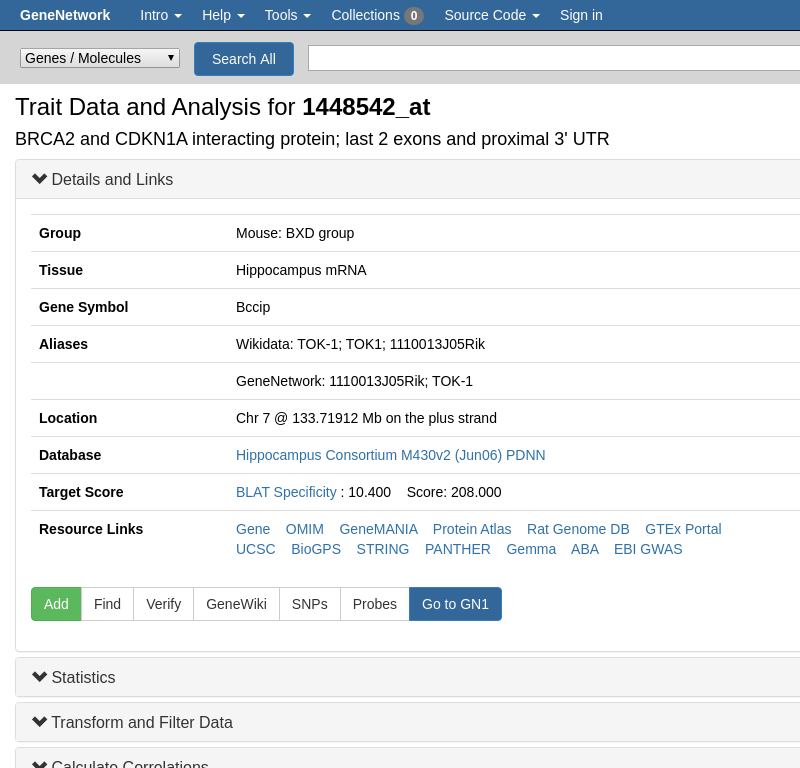 GeneNetwork Intro Help Tools Collections 0 Source Code Sign in
Genes / Molecules Search All
Trait Data and Analysis for 1448542_at
BRCA2 and CDKN1A interacting protein; last 2 exons and proximal 3' UTR
Details and Links
Group Mouse: BXD group
Tissue Hippocampus mRNA
Gene Symbol Bccip
Aliases Wikidata: TOK-1; TOK1; 1110013J05Rik
GeneNetwork: 1110013J05Rik; TOK-1
Location Chr 7 @ 133.71912 Mb on the plus strand
Database Hippocampus Consortium M430v2 (Jun06) PDNN
Target Score BLAT Specificity : 10.400 Score: 208.000
Resource Links Gene OMIM GeneMANIA Protein Atlas Rat Genome DB GTEx Portal
UCSC BioGPS STRING PANTHER Gemma ABA EBI GWAS
Add Find Verify GeneWiki SNPs Probes Go to GN1
Statistics
Transform and Filter Data
Calculate Correlations